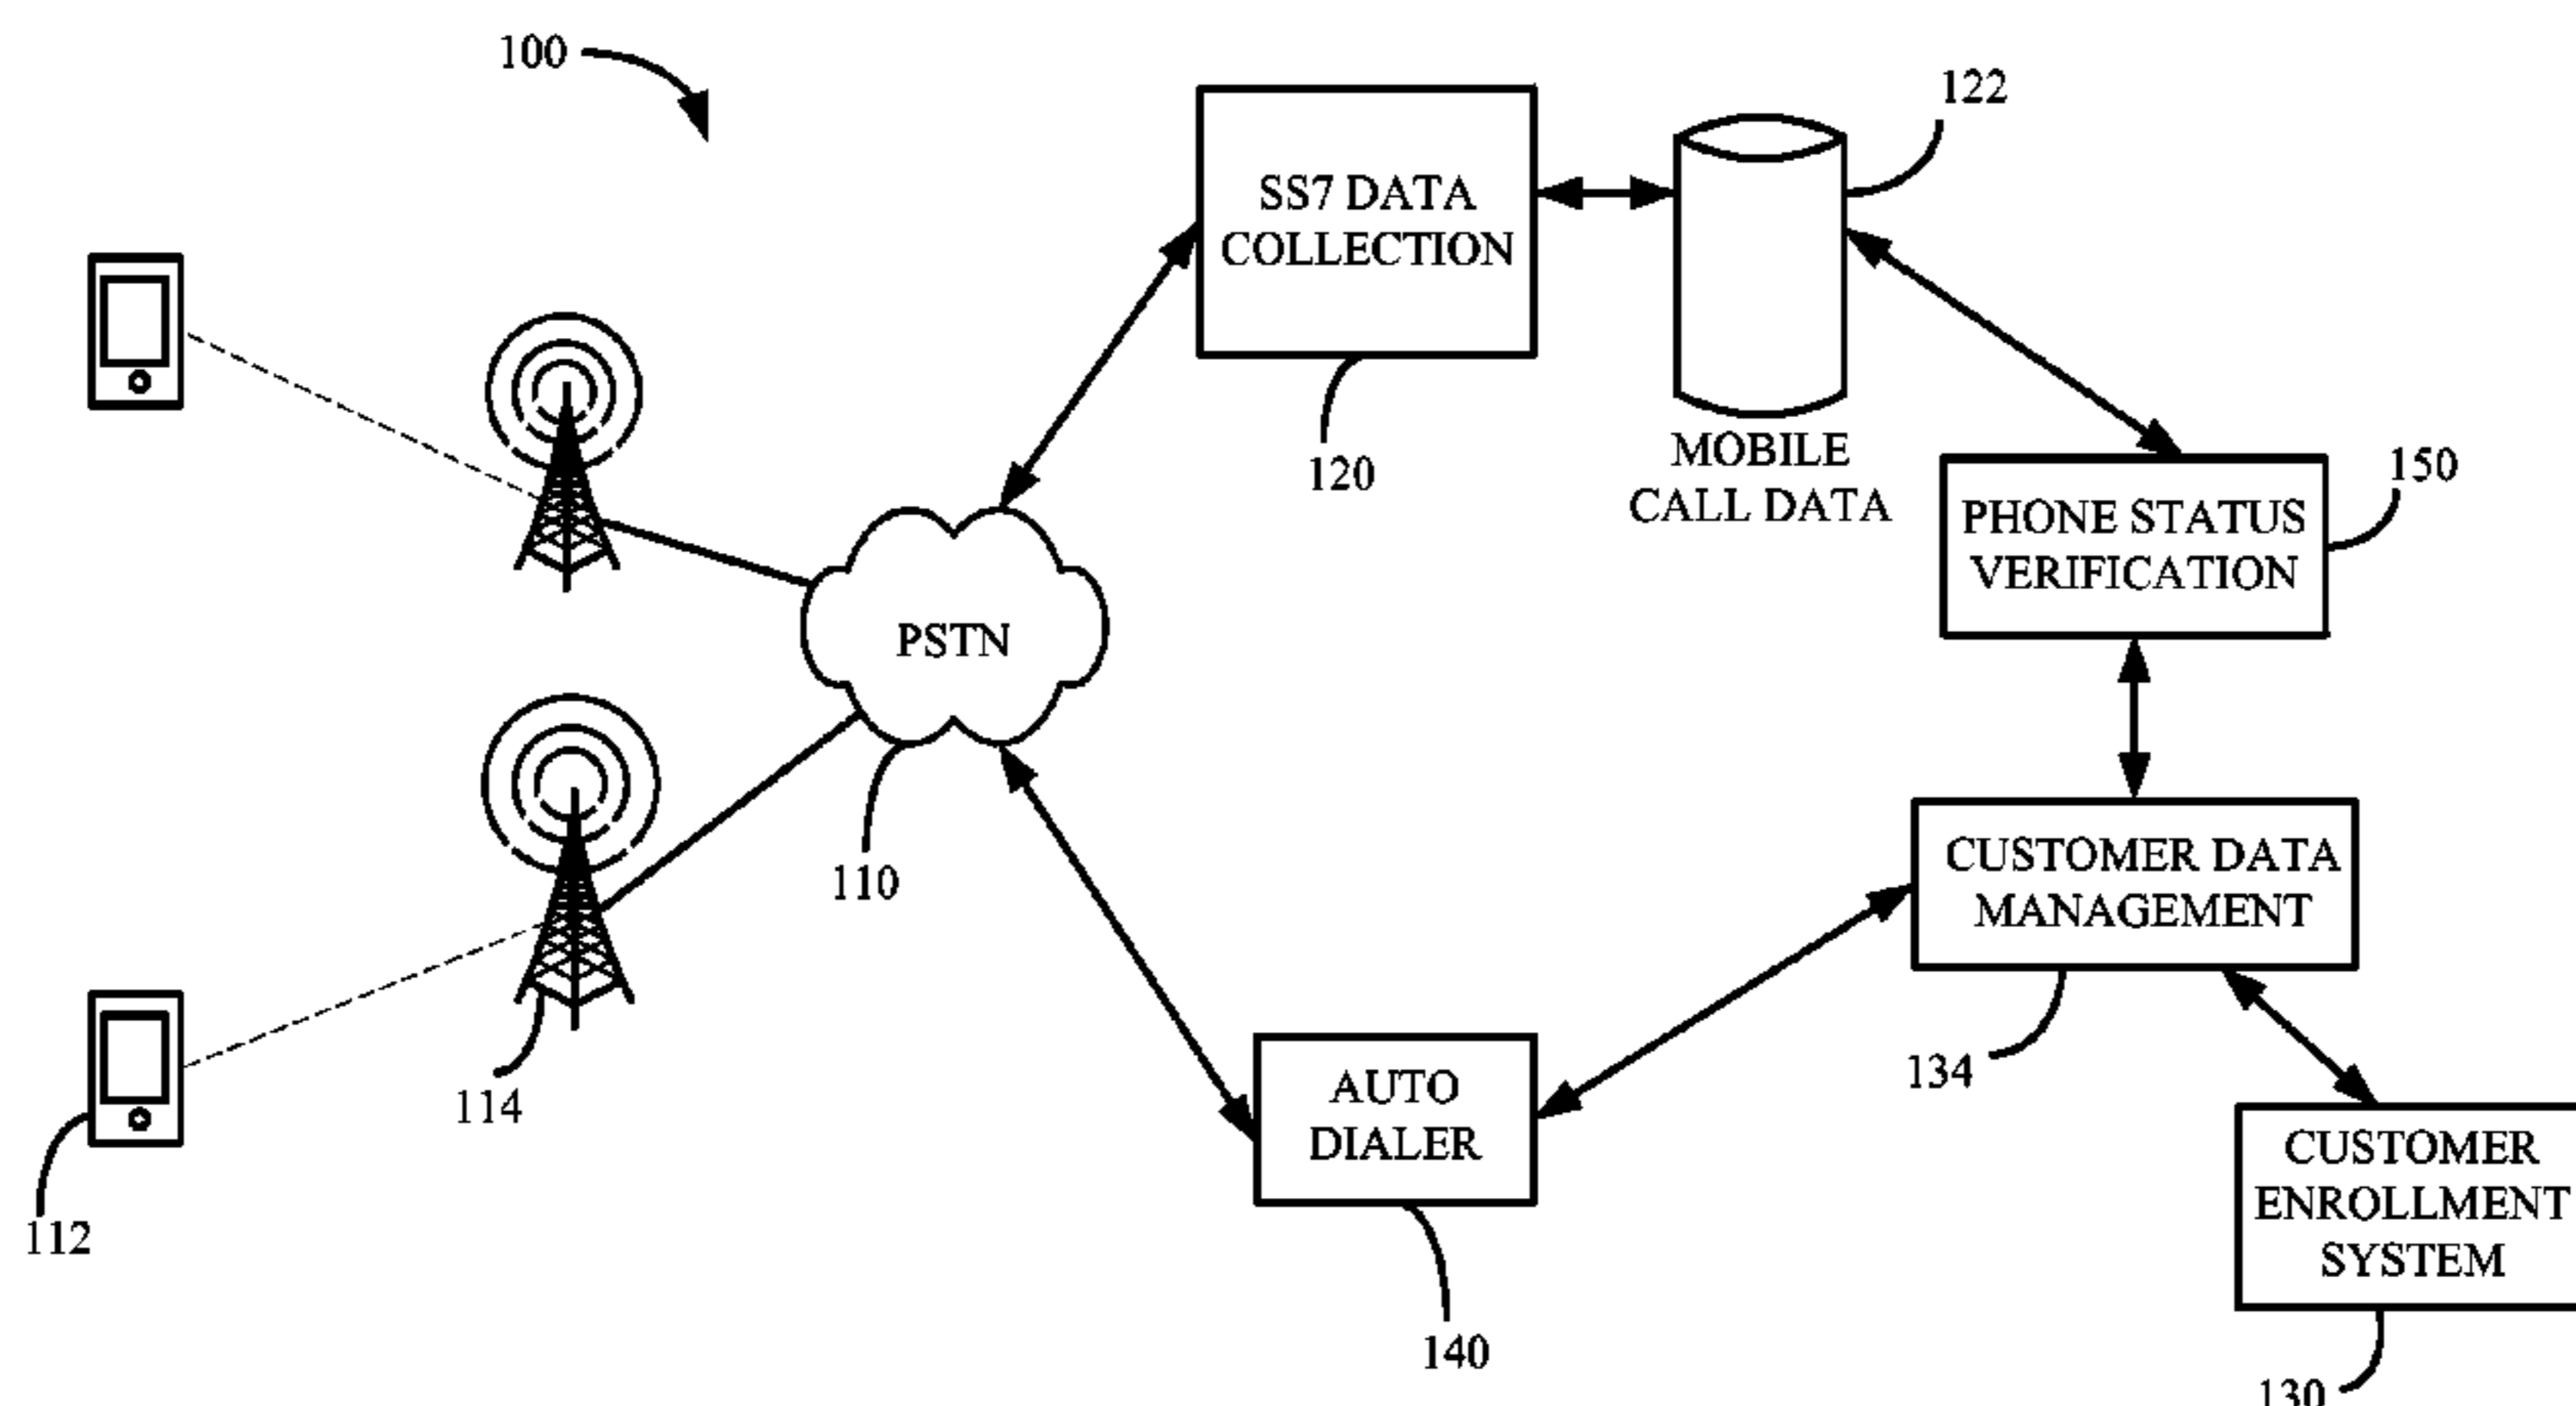 100
122
SS7 DATA
COLLECTION
120
MOBILE
CALL DATA
150
PHONE STATUS
VERIFICATION
PSTN
110
CUSTOMER DATA
MANAGEMENT
134
114
112
AUTO
DIALER
140
CUSTOMER
ENROLLMENT
SYSTEM
130